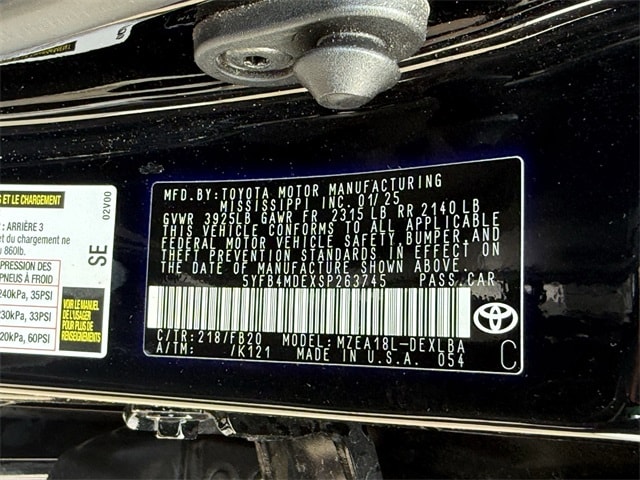 MFD.BY:TOYOTA MOTOR MANUFACTURING
MISSISSIPPI INC. 01/25
GVWR 3925LB GAWR FR 2315LB RR 2140LB
THIS VEHICLE CONFORMS TO ALL APPLICABLE
FEDERAL MOTOR VEHICLE SAFETY,BUMPER,AND
THEFT PREVENTION STANDARDS IN EFFECT ON
THE DATE OF MANUFACTURE SHOWN ABOVE.
5YFB4MDEXSP263745 PASS.CAR
C/TR:218/FB20 MODEL:MZEA18L-DEXLBA
A/TM: /K121 MADE IN U.S.A. 054
C
S ET LE CHARGEMENT
: ARRIÈRE 3
et du chargement ne
860lb.
PRESSION DES
PNEUS À FROID
240kPa, 35PSI
230kPa, 33PSI
20kPa, 60PSI
VOIR LE MANUEL
DE L'USAGER
POUR PLUS DE
RENSEIGNEMENTS
SE
02V00